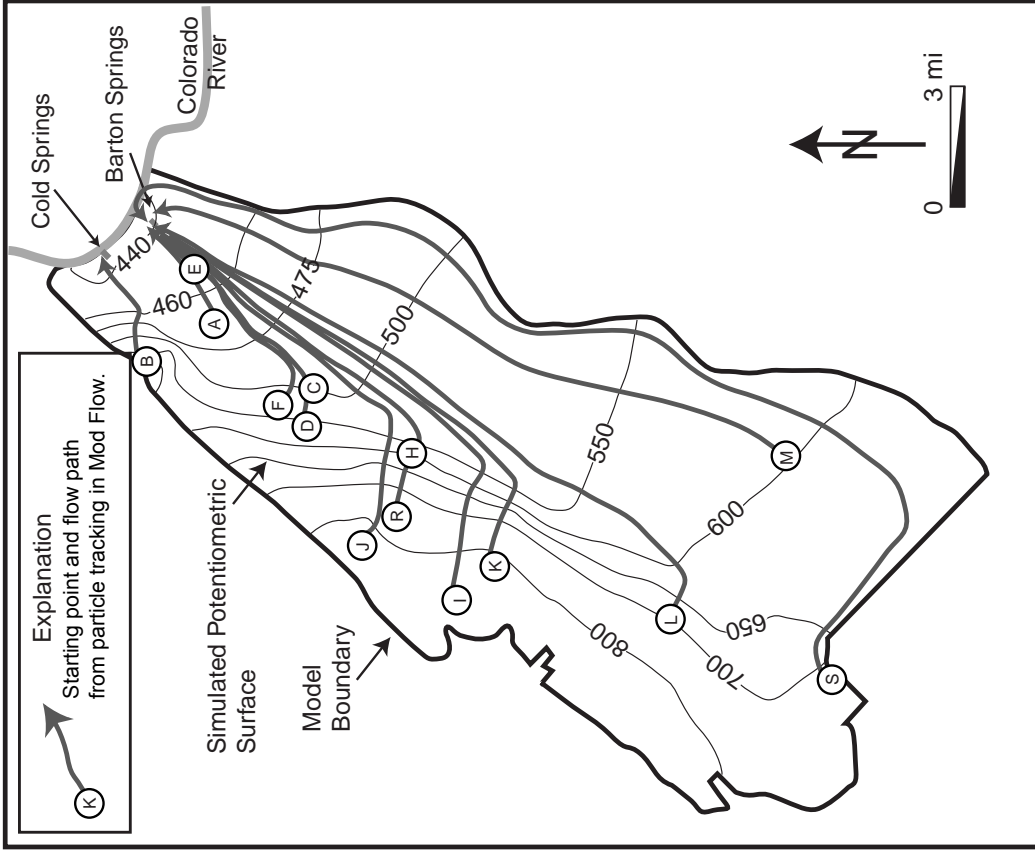 Explanation
Starting point and flow path
from particle tracking in Mod Flow.
K
Cold Springs
Barton Springs
Colorado
River
Simulated Potentiometric
Surface
Model
Boundary
N
0
3 mi
440
460
475
500
550
600
650
700
800
A
B
C
D
E
F
H
I
J
K
L
M
R
S